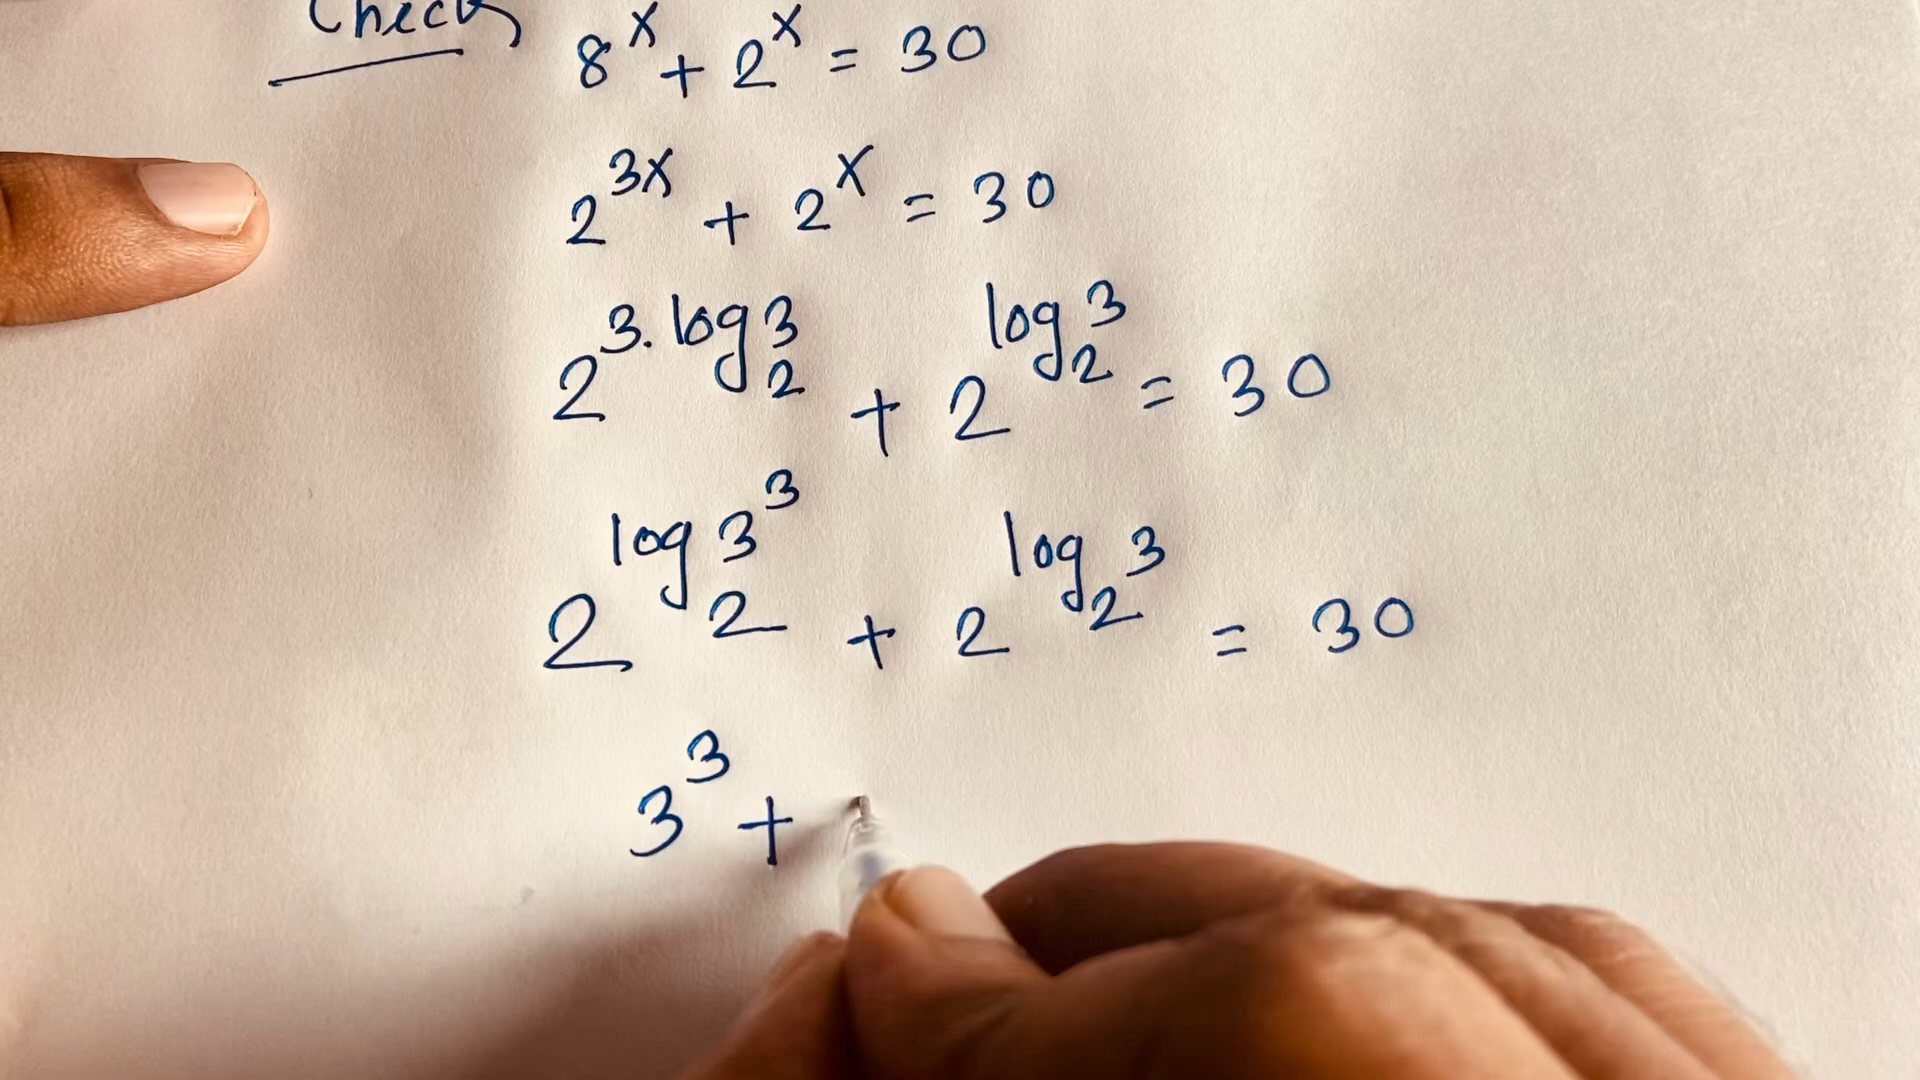 Check
8^x + 2^x = 30
2^{3x} + 2^x = 30
2^{3.log_2 3} + 2^{log_2 3} = 30
2^{log_2 3^3} + 2^{log_2 3} = 30
3^3 +